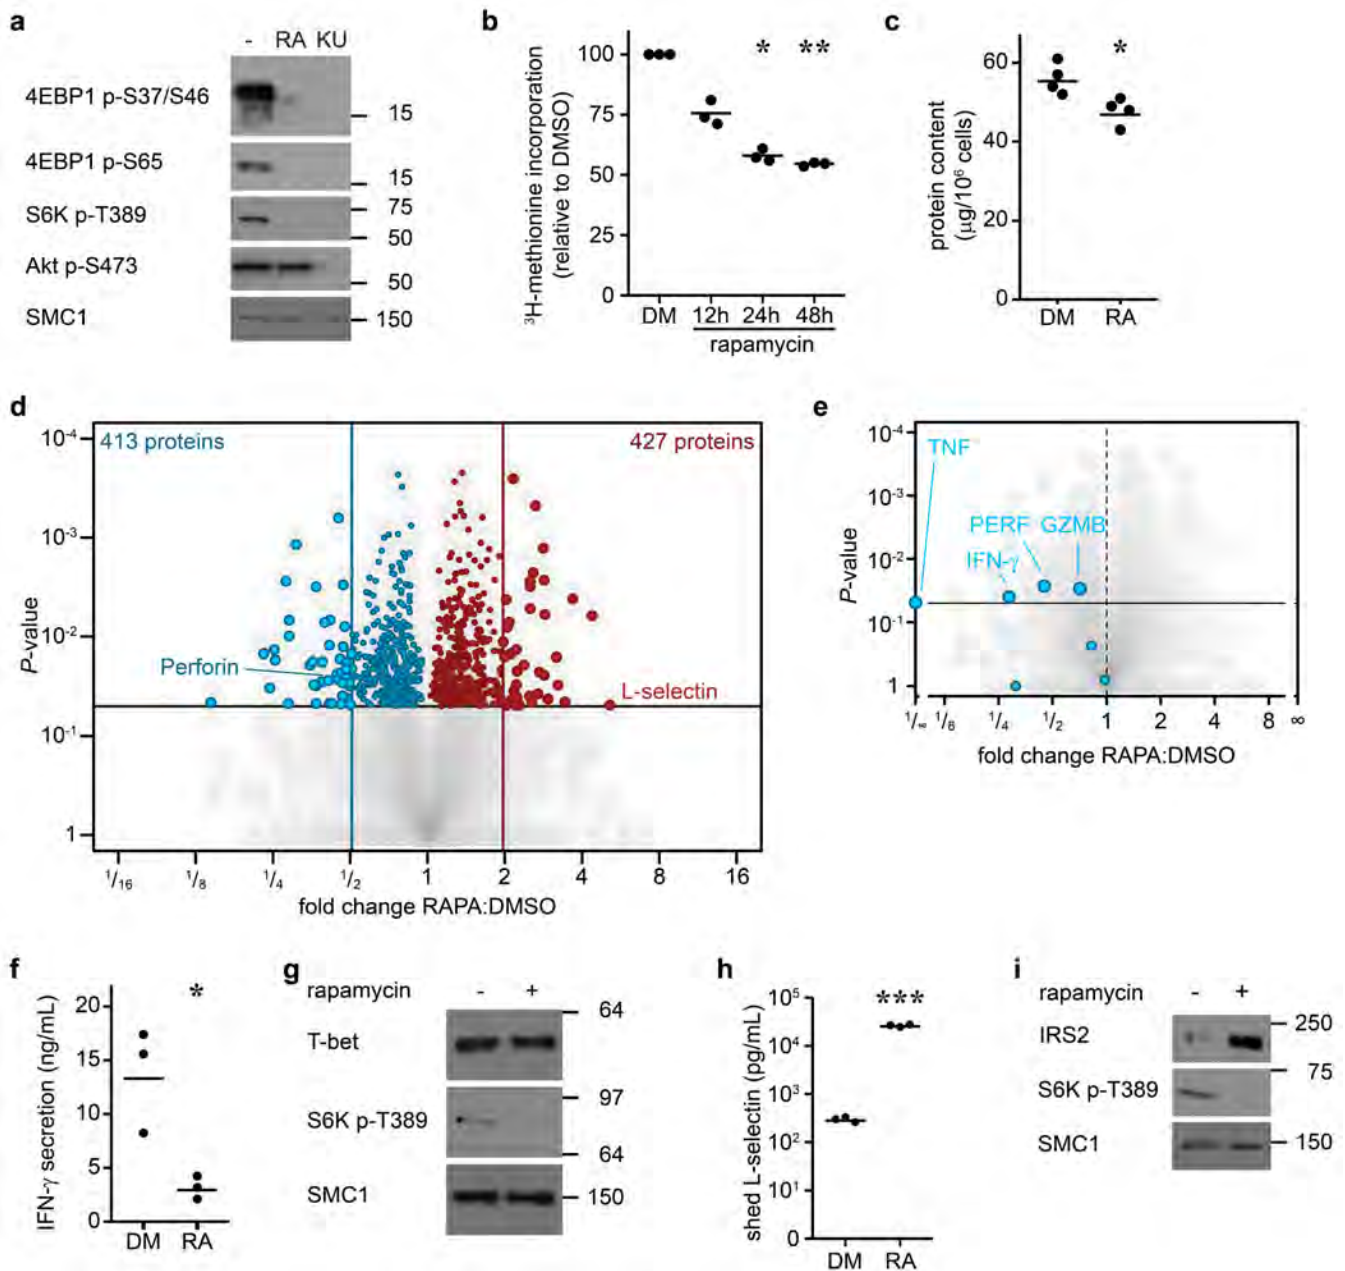 a
- RA KU
4EBP1 p-S37/S46
15
4EBP1 p-S65
15
S6K p-T389
75
50
Akt p-S473
50
SMC1
150
b
³H-methionine incorporation
(relative to DMSO)
100
75
50
25
0
* **
DM 12h 24h 48h
rapamycin
c
protein content
(µg/10⁶ cells)
60
40
20
0
*
DM RA
d
P-value
10⁻⁴
10⁻³
10⁻²
10⁻¹
1
413 proteins
427 proteins
Perforin
L-selectin
1/16 1/8 1/4 1/2 1 2 4 8 16
fold change RAPA:DMSO
e
P-value
10⁻⁴
10⁻³
10⁻²
10⁻¹
1
TNF
PERF GZMB
IFN-γ
1/∞ 1/8 1/4 1/2 1 2 4 8 ∞
fold change RAPA:DMSO
f
IFN-γ secretion (ng/mL)
20
15
10
5
0
*
DM RA
g
rapamycin - +
64
T-bet
97
S6K p-T389
64
SMC1
150
h
shed L-selectin (pg/mL)
10⁵
10⁴
10³
10²
10¹
0
***
DM RA
i
rapamycin - +
250
IRS2
75
S6K p-T389
SMC1
150